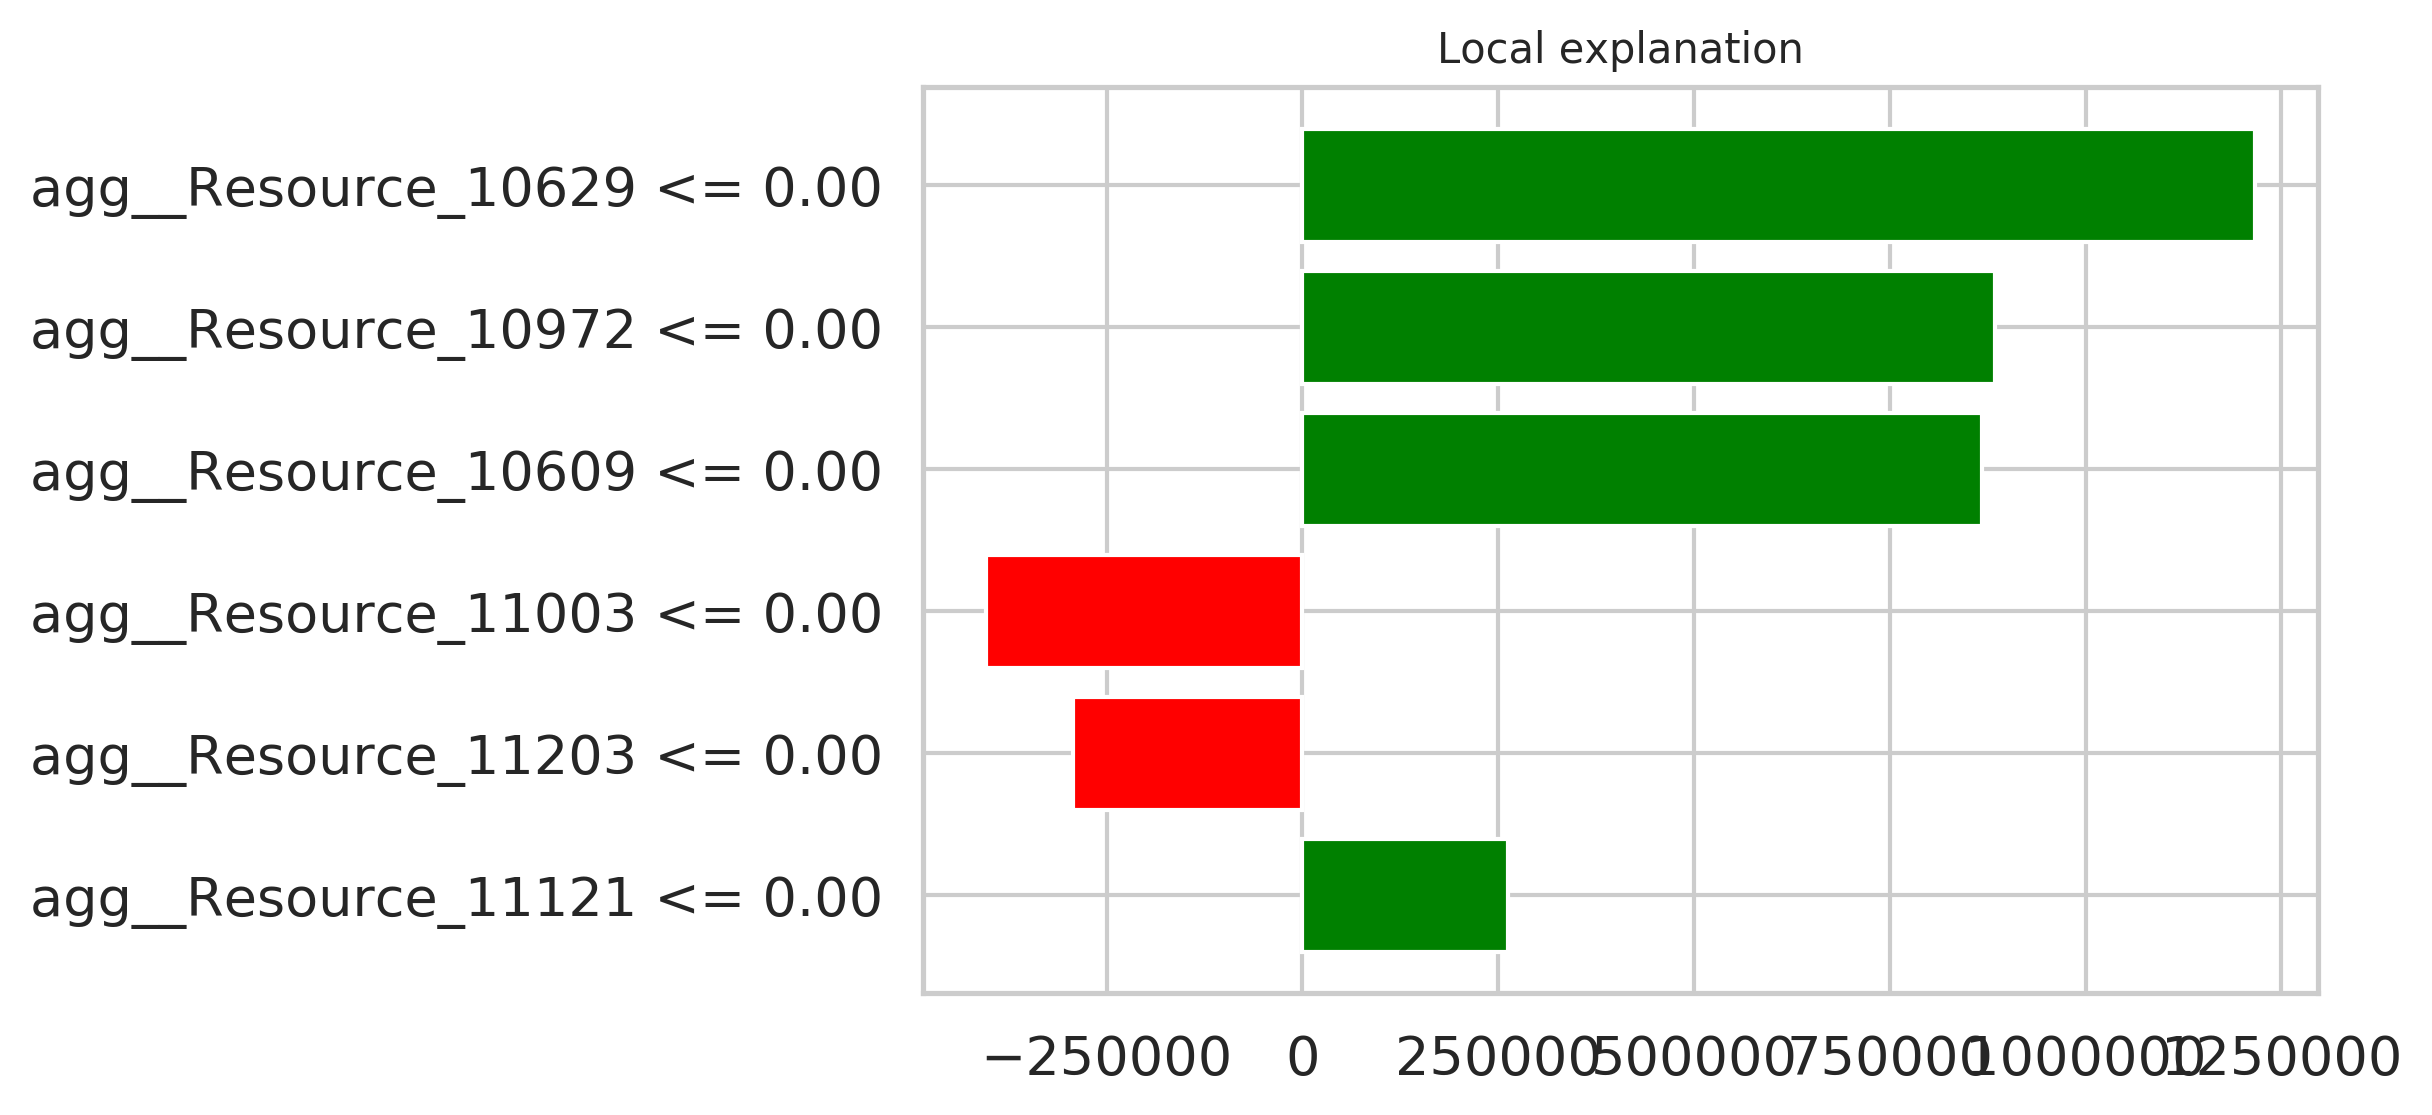 Local explanation
agg__Resource_10629 <= 0.00
agg__Resource_10972 <= 0.00
agg__Resource_10609 <= 0.00
agg__Resource_11003 <= 0.00
agg__Resource_11203 <= 0.00
agg__Resource_11121 <= 0.00
−250000 0 250000 500000 750000 1000000 1250000